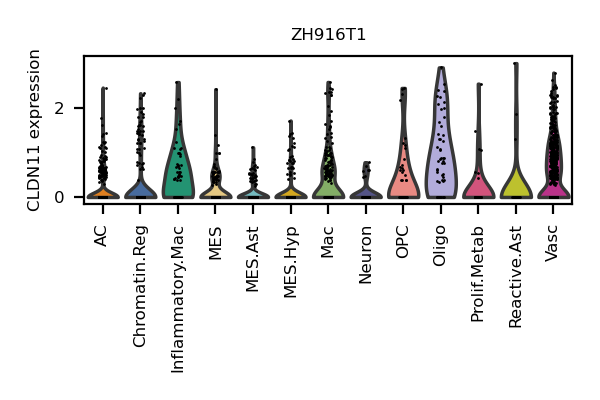 ZH916T1
CLDN11 expression
2
0
AC
Chromatin.Reg
Inflammatory.Mac
MES
MES.Ast
MES.Hyp
Mac
Neuron
OPC
Oligo
Prolif.Metab
Reactive.Ast
Vasc